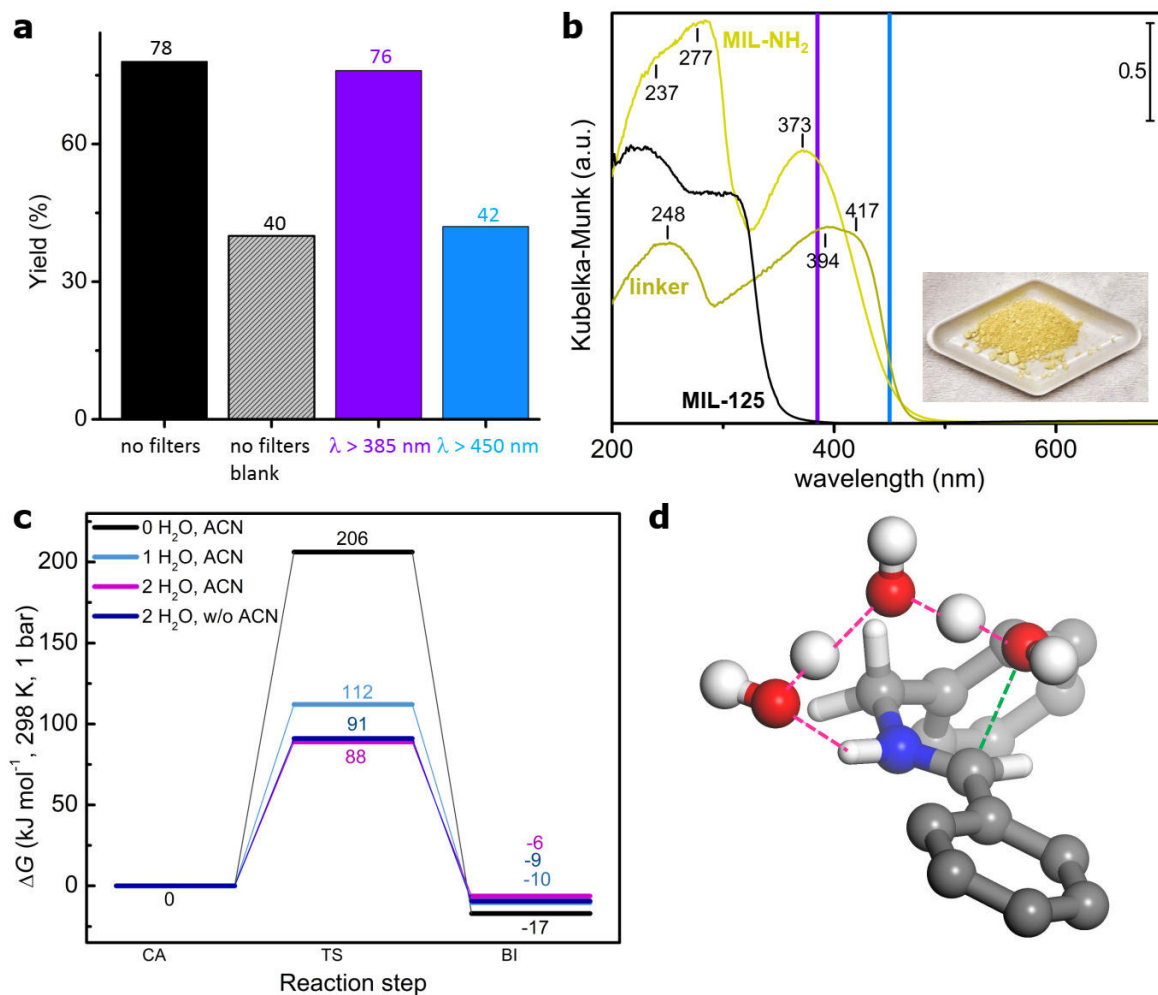 a
Yield (%)
60
30
0
78
40
76
42
no filters
no filters
blank
λ > 385 nm
λ > 450 nm
b
Kubelka-Munk (a.u.)
MIL-NH₂
277
237
373
248
417
394
linker
MIL-125
0.5
200
400
600
wavelength (nm)
c
0 H₂O, ACN
1 H₂O, ACN
2 H₂O, ACN
2 H₂O, w/o ACN
ΔG (kJ mol⁻¹, 298 K, 1 bar)
200
150
100
50
0
206
112
91
88
0
-6
-9
-10
-17
CA
TS
BI
Reaction step
d